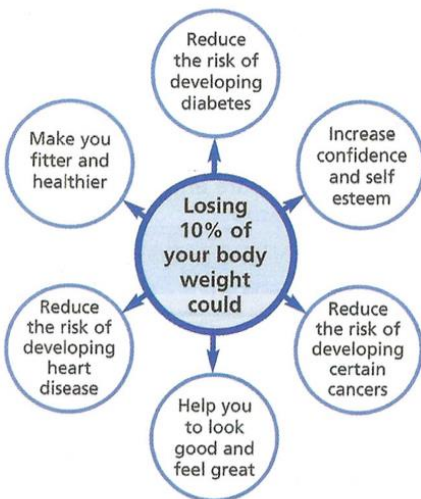 Reduce
the risk of
developing
diabetes
Increase
confidence
and self
esteem
Reduce
the risk of
developing
certain
cancers
Help you
to look
good and
feel great
Reduce
the risk of
developing
heart
disease
Make you
fitter and
healthier
Losing
10% of
your body
weight
could